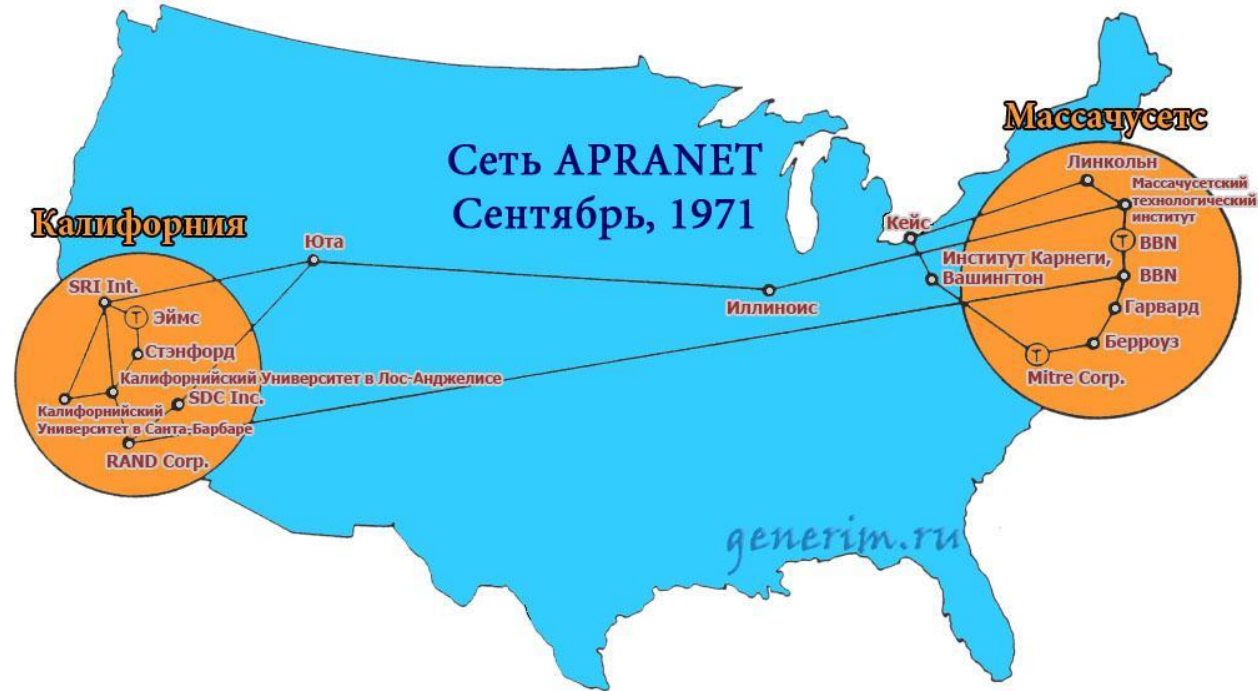 Сеть APRANET
Сентябрь, 1971
Массачусетс
Линкольн
Массачусетский
технологический
институт
Калифорния
Кейс
BBN
Юта
Институт Карнеги,
Вашингтон
BBN
SRI Int.
Иллиноис
Эймс
Гарвард
Стэнфорд
Берроуз
Mitre Corp.
Калифорнийский Университет в Лос-Анджелисе
SDC Inc.
Калифорнийский
Университет в Санта-Барбаре
RAND Corp.
generim.ru